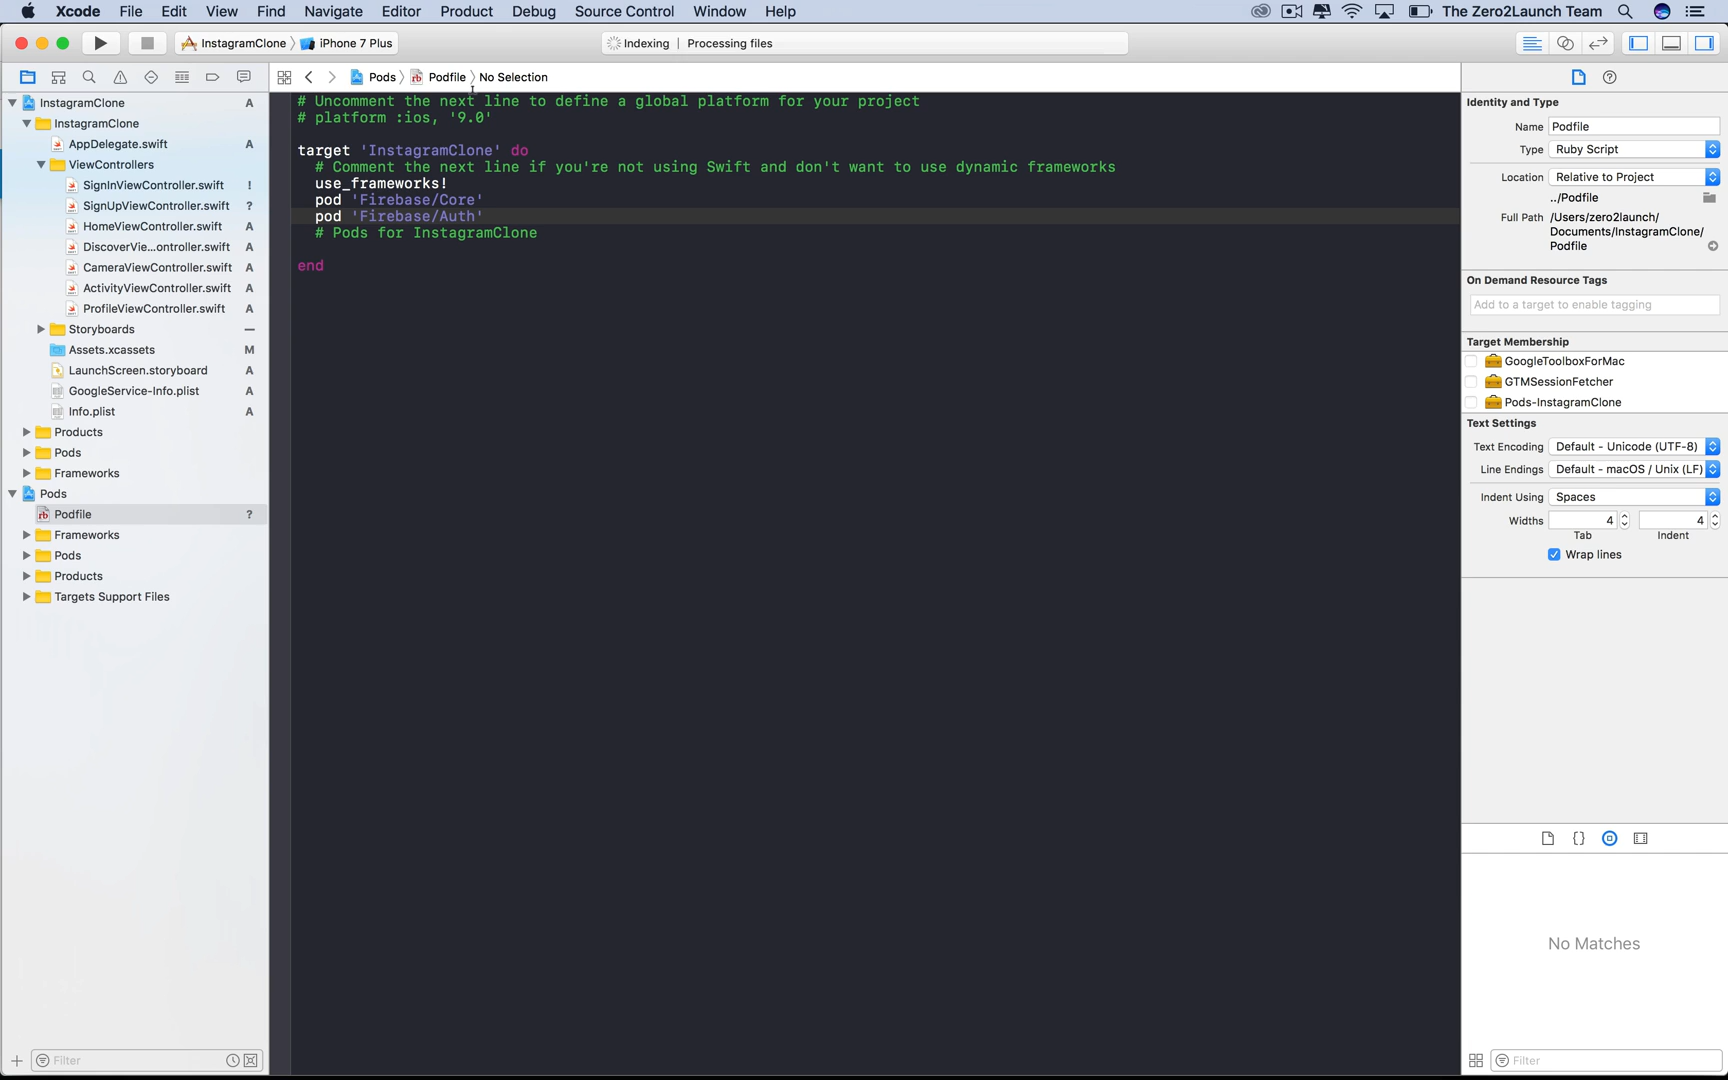 Xcode File Edit View Find Navigate Editor Product Debug Source Control Window Help The Zero2Launch Team
InstagramClone iPhone 7 Plus Indexing | Processing files
Pods Podfile No Selection
InstagramClone A
InstagramClone
AppDelegate.swift A
ViewControllers
SignInViewController.swift !
SignUpViewController.swift ?
HomeViewController.swift A
DiscoverVie...ontroller.swift A
CameraViewController.swift A
ActivityViewController.swift A
ProfileViewController.swift A
Storyboards —
Assets.xcassets M
LaunchScreen.storyboard A
GoogleService-Info.plist A
Info.plist A
Products
Pods
Frameworks
Pods
rb Podfile ?
Frameworks
Pods
Products
Targets Support Files
Filter
# Uncomment the next line to define a global platform for your project
# platform :ios, '9.0'
target 'InstagramClone' do
# Comment the next line if you're not using Swift and don't want to use dynamic frameworks
use_frameworks!
pod 'Firebase/Core'
pod 'Firebase/Auth'
# Pods for InstagramClone
end
Identity and Type
Name Podfile
Type Ruby Script
Location Relative to Project
../Podfile
Full Path /Users/zero2launch/
Documents/InstagramClone/
Podfile
On Demand Resource Tags
Add to a target to enable tagging
Target Membership
GoogleToolboxForMac
GTMSessionFetcher
Pods-InstagramClone
Text Settings
Text Encoding Default - Unicode (UTF-8)
Line Endings Default - macOS / Unix (LF)
Indent Using Spaces
Widths 4 4
Tab Indent
Wrap lines
No Matches
Filter